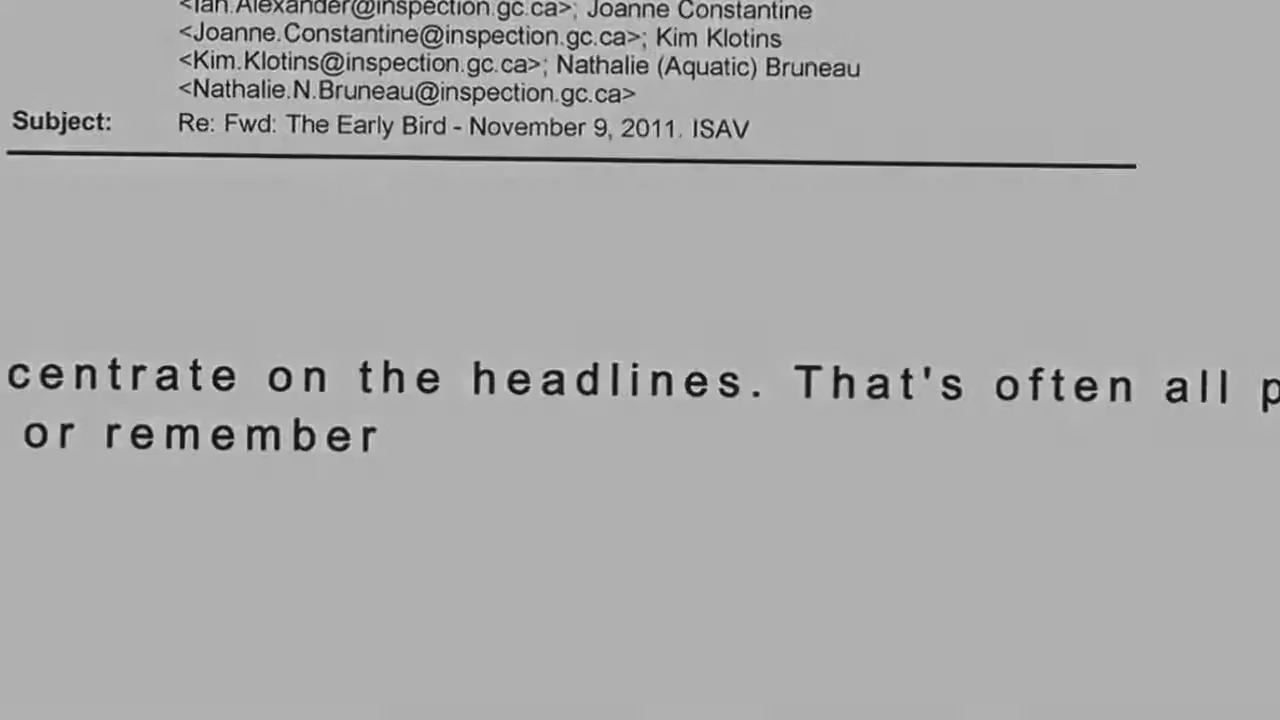 <Ian.Alexander@inspection.gc.ca>; Joanne Constantine
<Joanne.Constantine@inspection.gc.ca>; Kim Klotins
<Kim.Klotins@inspection.gc.ca>; Nathalie (Aquatic) Bruneau
<Nathalie.N.Bruneau@inspection.gc.ca>
Subject: Re: Fwd: The Early Bird - November 9, 2011. ISAV
centrate on the headlines. That's often all p
or remember